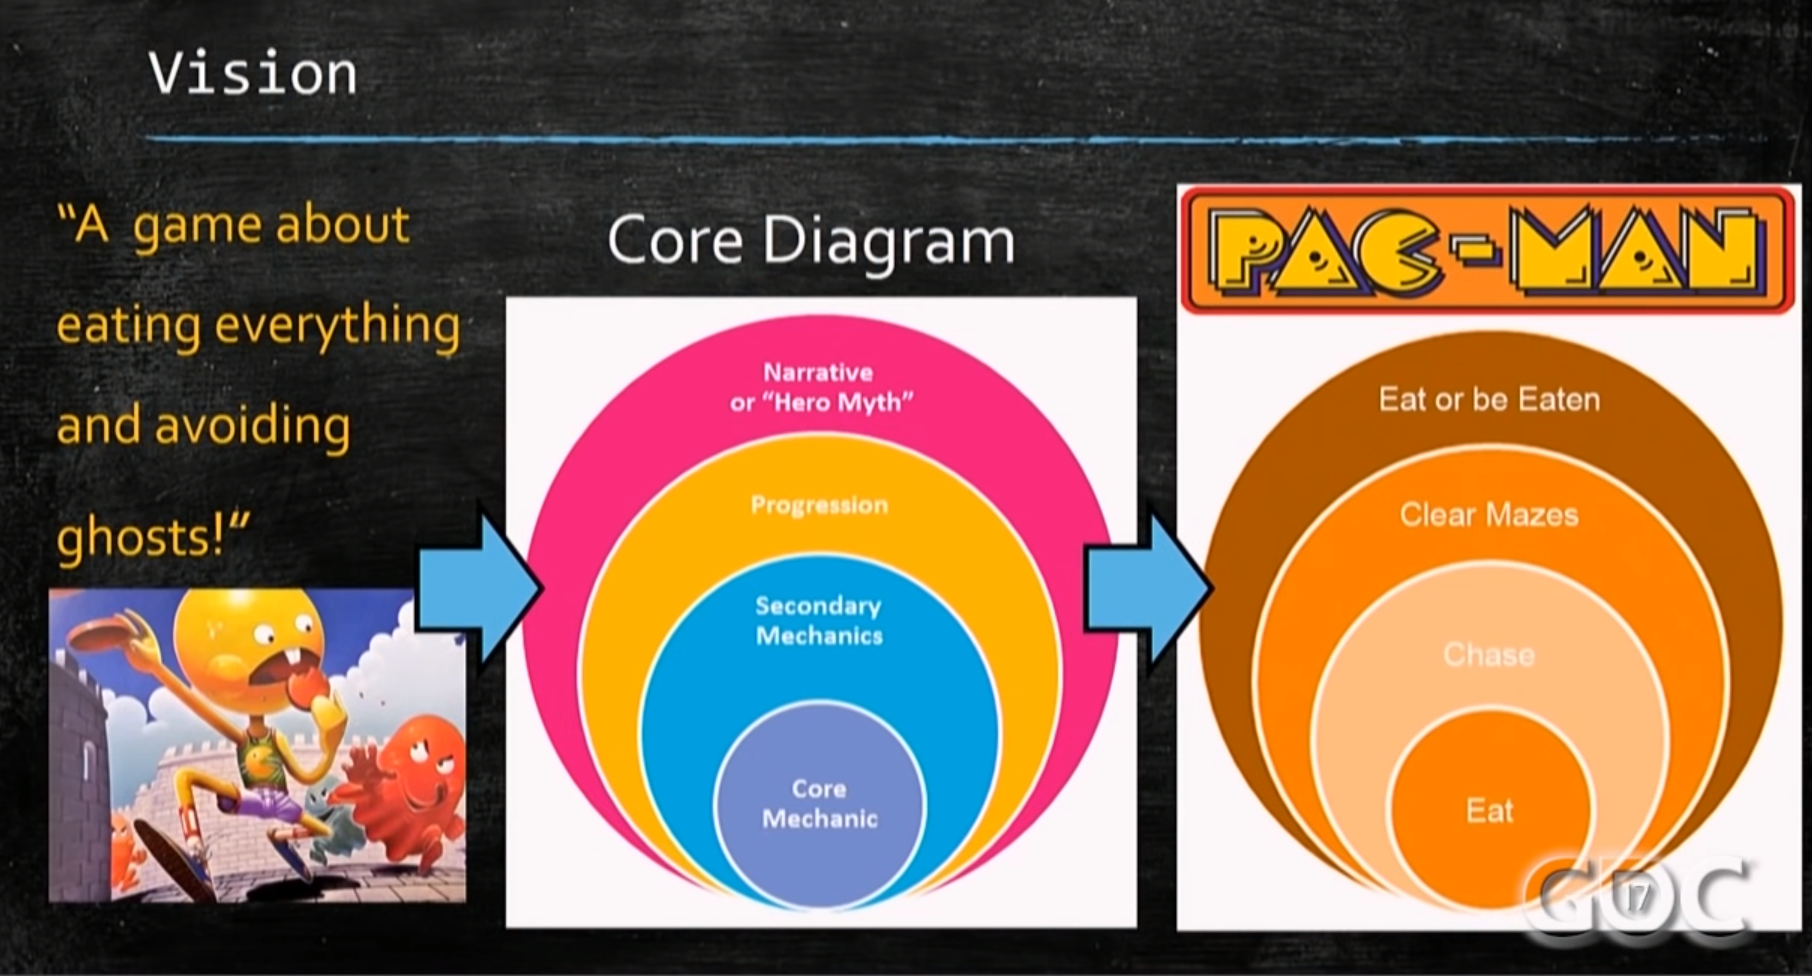 Vision
“A game about
eating everything
and avoiding
ghosts!“
Core Diagram
Narrative
or “Hero Myth”
Progression
Secondary
Mechanics
Core
Mechanic
PAC-MAN
Eat or be Eaten
Clear Mazes
Chase
Eat
GDC
17